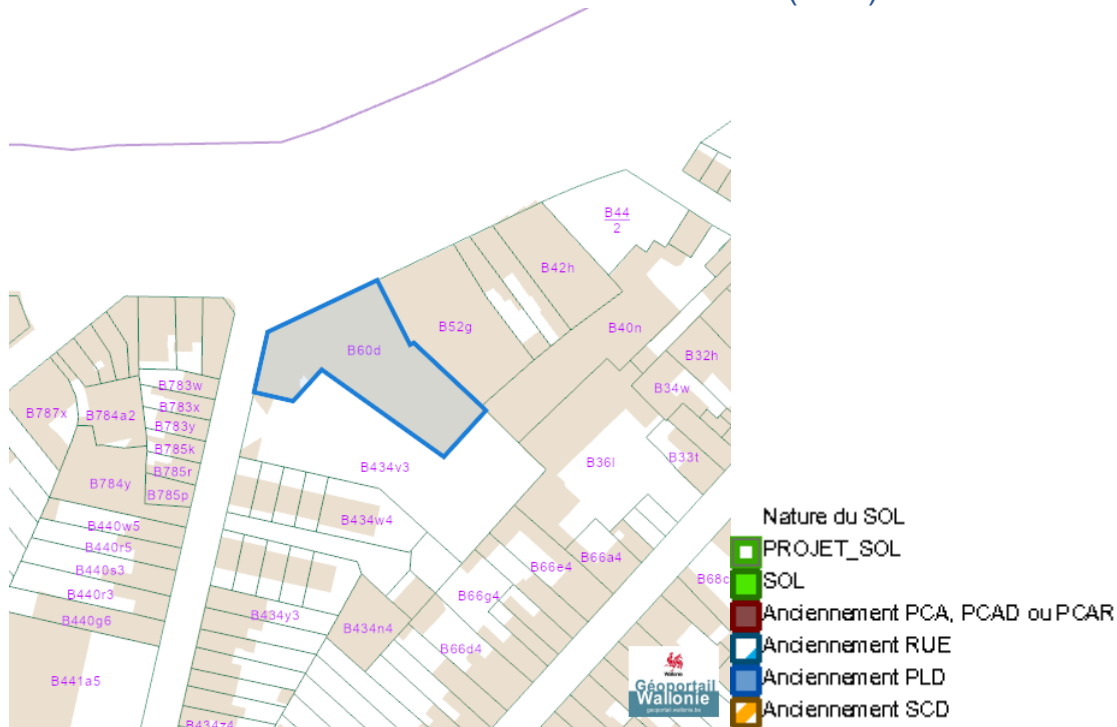 B44
2
B42h
B52g
B40n
B60d
B32h
B783w
B34w
B783x
B787x
B784a2
B783y
B785k
B33t
B36l
B434v3
B785r
B784y
B785p
B434w4
B440w5
B440r5
B66a4
B66e4
B440s3
B440r3
B66g4
B434y3
B440g6
B434n4
B66d4
B441a5
B434z4
Wallonie
Géoportail
Wallonie
geoportail.wallonie.be
Nature du SOL
PROJET_SOL
SOL
Anciennement PCA, PCAD ou PCAR
Anciennement RUE
Anciennement PLD
Anciennement SCD